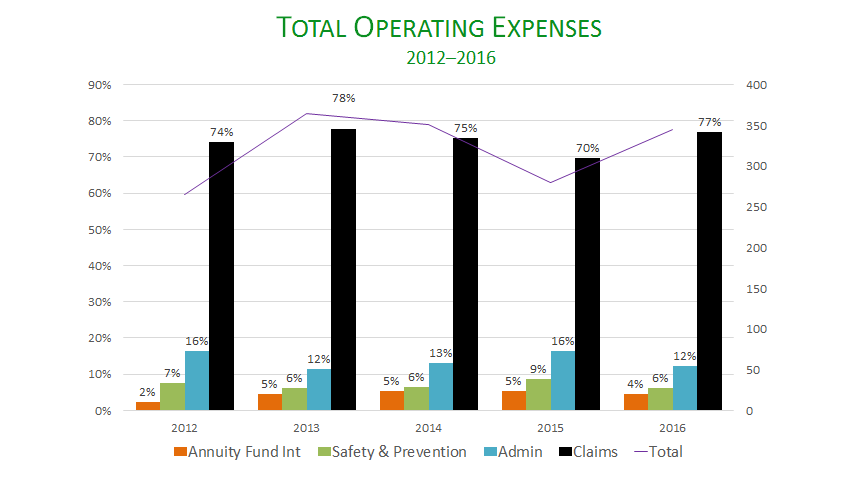 TOTAL OPERATING EXPENSES
2012–2016
90%
80%
70%
60%
50%
40%
30%
20%
10%
0%
400
350
300
250
200
150
100
50
0
2% 7% 16% 74%
5% 6% 12% 78%
5% 6% 13% 75%
5% 9% 16% 70%
4% 6% 12% 77%
2012 2013 2014 2015 2016
Annuity Fund Int Safety & Prevention Admin Claims Total